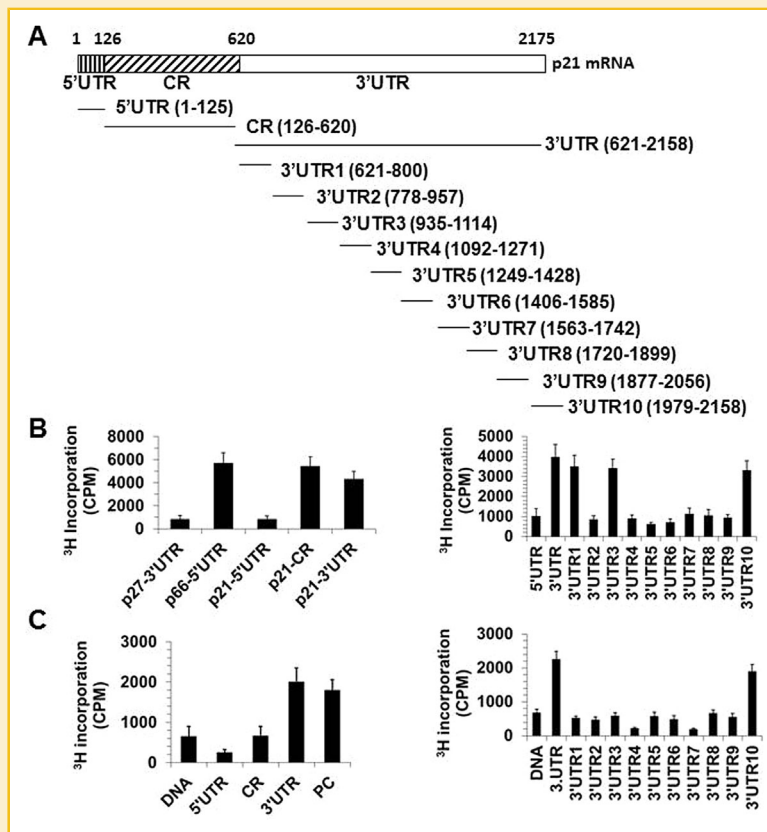 A
1 126 620 2175
p21 mRNA
5'UTR CR 3'UTR
5'UTR (1-125)
CR (126-620)
3'UTR (621-2158)
3'UTR1 (621-800)
3'UTR2 (778-957)
3'UTR3 (935-1114)
3'UTR4 (1092-1271)
3'UTR5 (1249-1428)
3'UTR6 (1406-1585)
3'UTR7 (1563-1742)
3'UTR8 (1720-1899)
3'UTR9 (1877-2056)
3'UTR10 (1979-2158)
B
³H Incorporation
(CPM)
8000
6000
4000
2000
0
p27-3'UTR
p66-5'UTR
p21-5'UTR
p21-CR
p21-3'UTR
³H Incorporation
(CPM)
5000
4000
3000
2000
1000
0
5'UTR
3'UTR
3'UTR1
3'UTR2
3'UTR3
3'UTR4
3'UTR5
3'UTR6
3'UTR7
3'UTR8
3'UTR9
3'UTR10
C
³H incorporation
(CPM)
3000
2000
1000
0
DNA
5'UTR
CR
3'UTR
PC
³H incorporation
(CPM)
3000
2000
1000
0
DNA
3.UTR
3'UTR1
3'UTR2
3'UTR3
3'UTR4
3'UTR5
3'UTR6
3'UTR7
3'UTR8
3'UTR9
3'UTR10